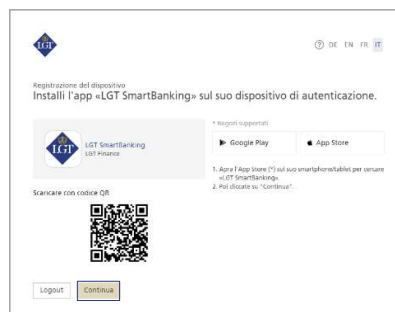 LGT
DE EN FR IT
Registrazione del dispositivo
Installi l'app «LGT SmartBanking» sul suo dispositivo di autenticazione.
LGT
LGT SmartBanking
LGT Finance
Scaricare con codice QR
* Negozi supportati
Google Play
App Store
1. Apra l'App Store (*) sul suo smartphone/tablet per cercare
«LGT SmartBanking».
2. Poi cliccate su "Continua".
Logout
Continua